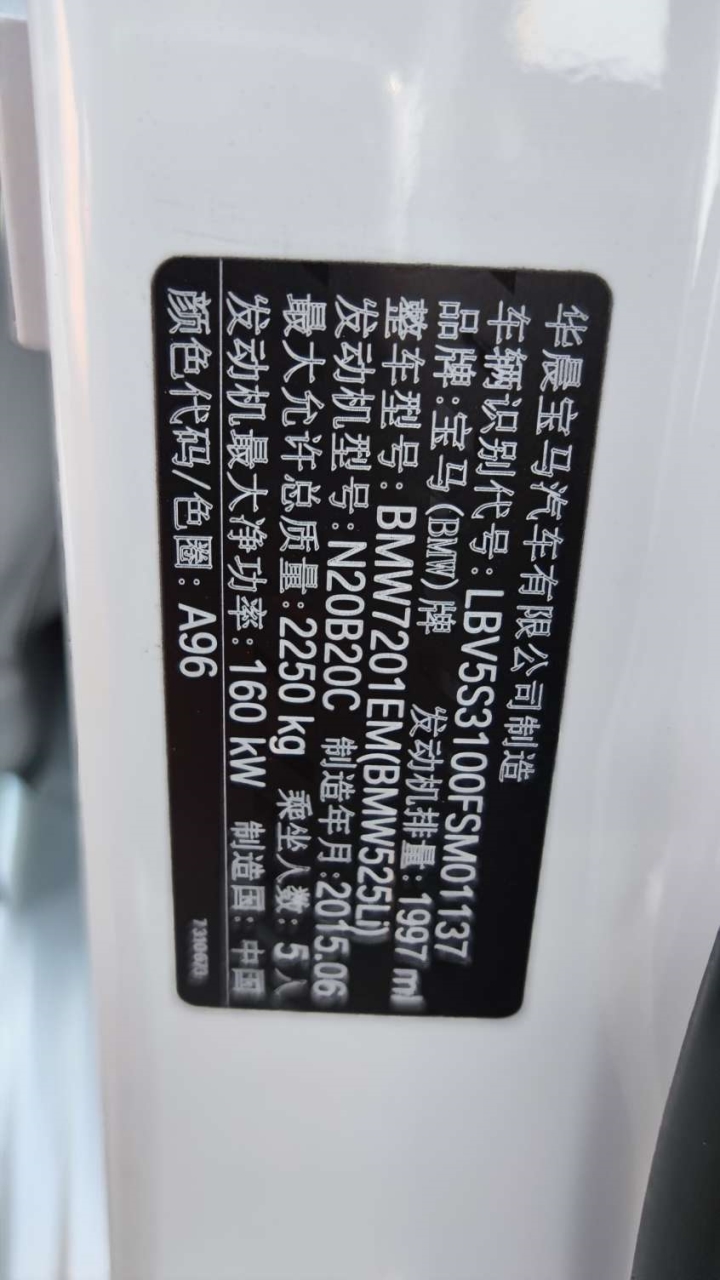 华晨宝马汽车有限公司制造
车辆识别代号：LBV5S3100FSM01137
品牌：宝马(BMW)牌 发动机排量：1997 ml
整车型号：BMW7201EM(BMW525Li)
发动机型号：N20B20C 制造年月：2015.06
最大允许总质量：2250 kg 乘坐人数：5 人
发动机最大净功率：160 kW 制造国：中国
颜色代码/色圈：A96